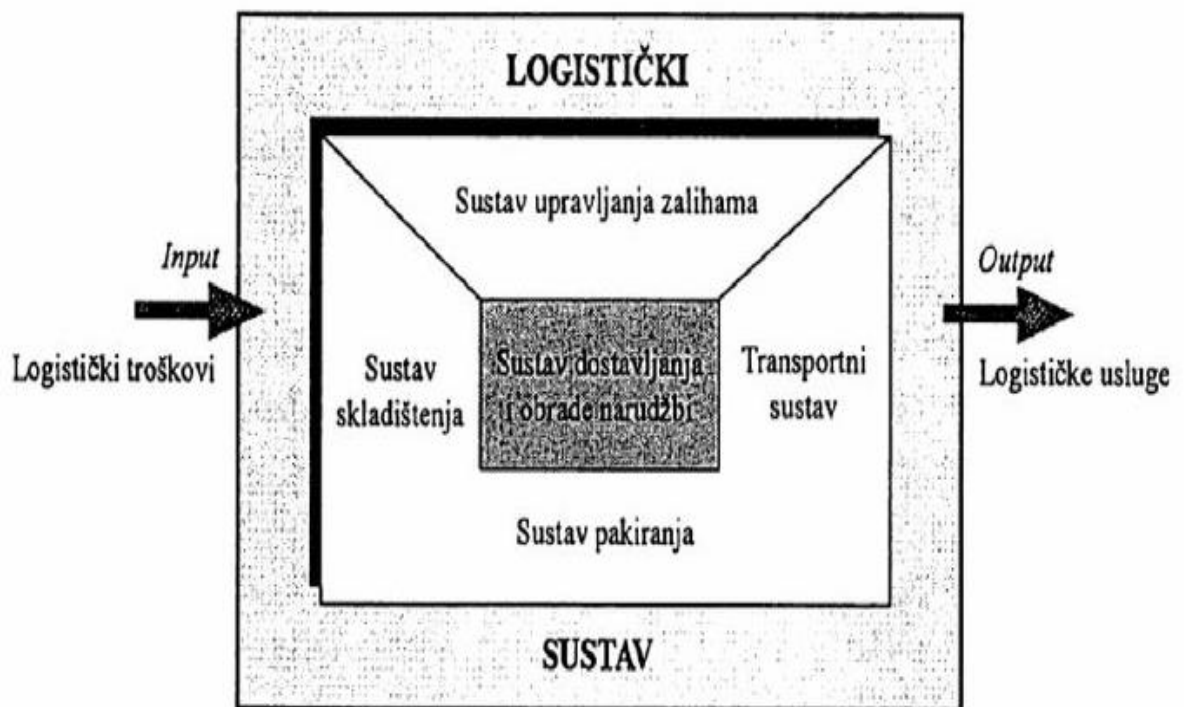 LOGISTIČKI
Sustav upravljanja zalihama
Input
Output
Logistički troškovi
Sustav
skladištenja
Sustav dostavljanja
i obrade narudžbi
Transportni
sustav
Logističke usluge
Sustav pakiranja
SUSTAV